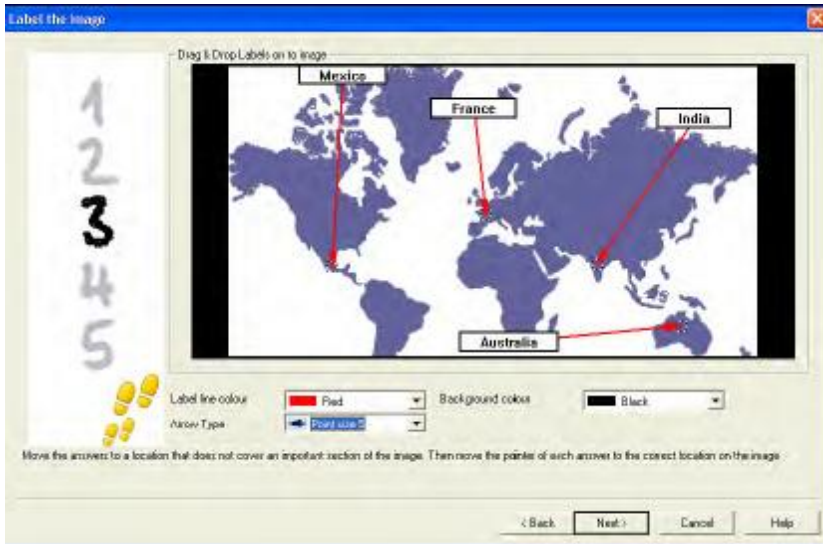 Label the image
Drag & Drop Labels on to image
Mexico
France
India
Australia
1
2
3
4
5
Label line colour Red Background colour Black
Arrow Type Point size 5
Move the answers to a location that does not cover an important section of the image. Then move the pointer of each answer to the correct location on the image
< Back Next > Cancel Help